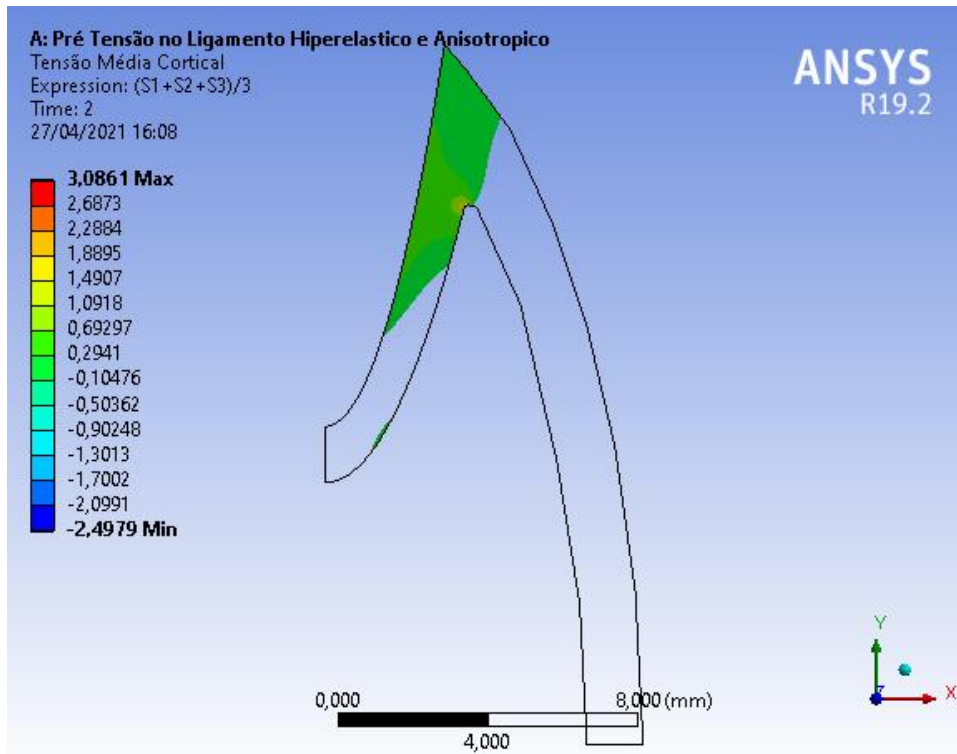 A: Pré Tensão no Ligamento Hiperelastico e Anisotropico
Tensão Média Cortical
Expression: (S1+S2+S3)/3
Time: 2
27/04/2021 16:08
ANSYS
R19.2
3,0861 Max
2,6873
2,2884
1,8895
1,4907
1,0918
0,69297
0,2941
-0,10476
-0,50362
-0,90248
-1,3013
-1,7002
-2,0991
-2,4979 Min
0,000
8,000 (mm)
4,000
Y
Z
X